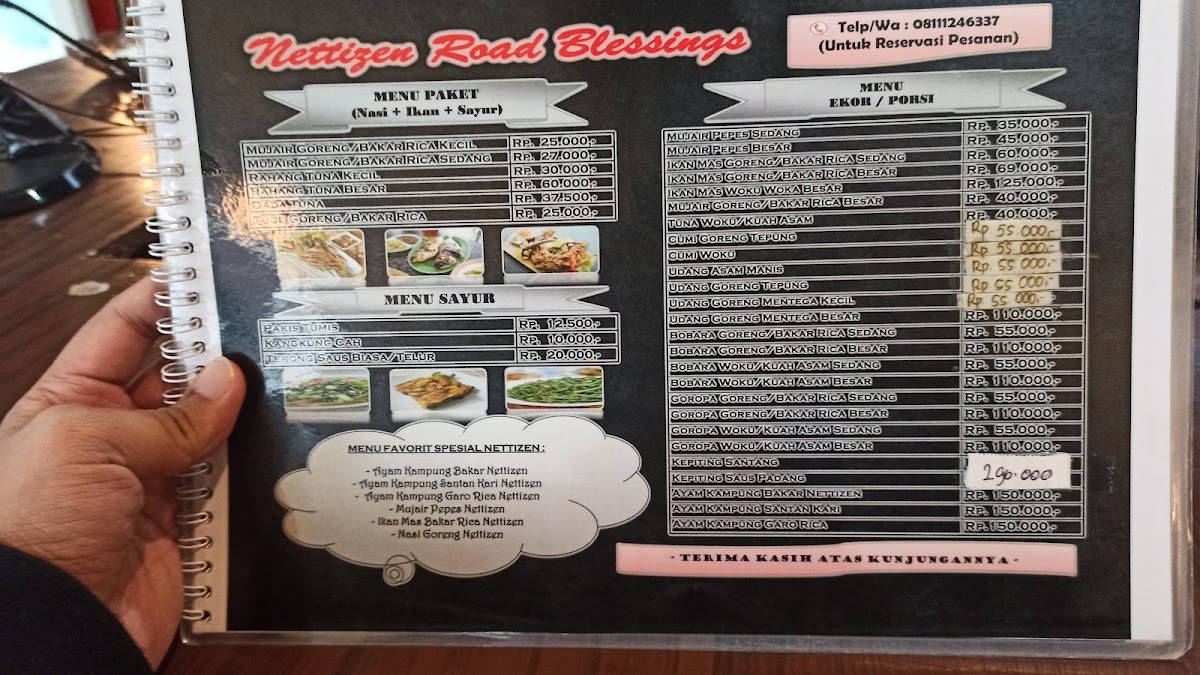 Nettizen Road Blessings
Telp/Wa : 08111246337
(Untuk Reservasi Pesanan)
MENU PAKET
(Nasi + Ikan + Sayur)
Mujair Goreng/Bakar Rica Kecil Rp. 25.000,-
Mujair Goreng/Bakar Rica Sedang Rp. 27.000,-
Rahang Tuna Kecil Rp. 30.000,-
Rahang Tuna Besar Rp. 60.000,-
Dada Tuna Rp. 37.500,-
Tude Goreng/Bakar Rica Rp. 25.000,-
MENU SAYUR
Pakis Tumis Rp. 12.500,-
Kangkung Cah Rp. 10.000,-
Terong Saus Biasa/Telur Rp. 20.000,-
MENU FAVORIT SPESIAL NETTIZEN :
- Ayam Kampung Bakar Nettizen
- Ayam Kampung Santan Kari Nettizen
- Ayam Kampung Garo Rica Nettizen
- Mujair Pepes Nettizen
- Ikan Mas Bakar Rica Nettizen
- Nasi Goreng Nettizen
MENU
EKOR / PORSI
Mujair Pepes Sedang Rp. 35.000,-
Mujair Pepes Besar Rp. 45.000,-
Ikan Mas Goreng/Bakar Rica Sedang Rp. 60.000,-
Ikan Mas Goreng/Bakar Rica Besar Rp. 69.000,-
Ikan Mas Woku Woka Besar Rp. 125.000,-
Mujair Goreng/Bakar Rica Besar Rp. 40.000,-
Tuna Woku/Kuah Asam Rp. 40.000,-
Cumi Goreng Tepung Rp 55 000,-
Cumi Woku Rp 55 000,-
Udang Asam Manis Rp 55 000,-
Udang Goreng Tepung Rp 55 000,-
Udang Goreng Mentega Kecil Rp 55 000,-
Udang Goreng Mentega Besar Rp. 110.000,-
Bobara Goreng/Bakar Rica Sedang Rp. 55.000,-
Bobara Goreng/Bakar Rica Besar Rp. 110.000,-
Bobara Woku/Kuah Asam Sedang Rp. 55.000,-
Bobara Woku/Kuah Asam Besar Rp. 110.000,-
Goropa Goreng/Bakar Rica Sedang Rp. 55.000,-
Goropa Goreng/Bakar Rica Besar Rp. 110.000,-
Goropa Woku/Kuah Asam Sedang Rp. 55.000,-
Goropa Woku/Kuah Asam Besar Rp. 110.000,-
Kepiting Santang
Kepiting Saus Padang 290.000
Ayam Kampung Bakar Nettizen Rp. 150.000,-
Ayam Kampung Santan Kari Rp. 150.000,-
Ayam Kampung Garo Rica Rp. 150.000,-
- TERIMA KASIH ATAS KUNJUNGANNYA -